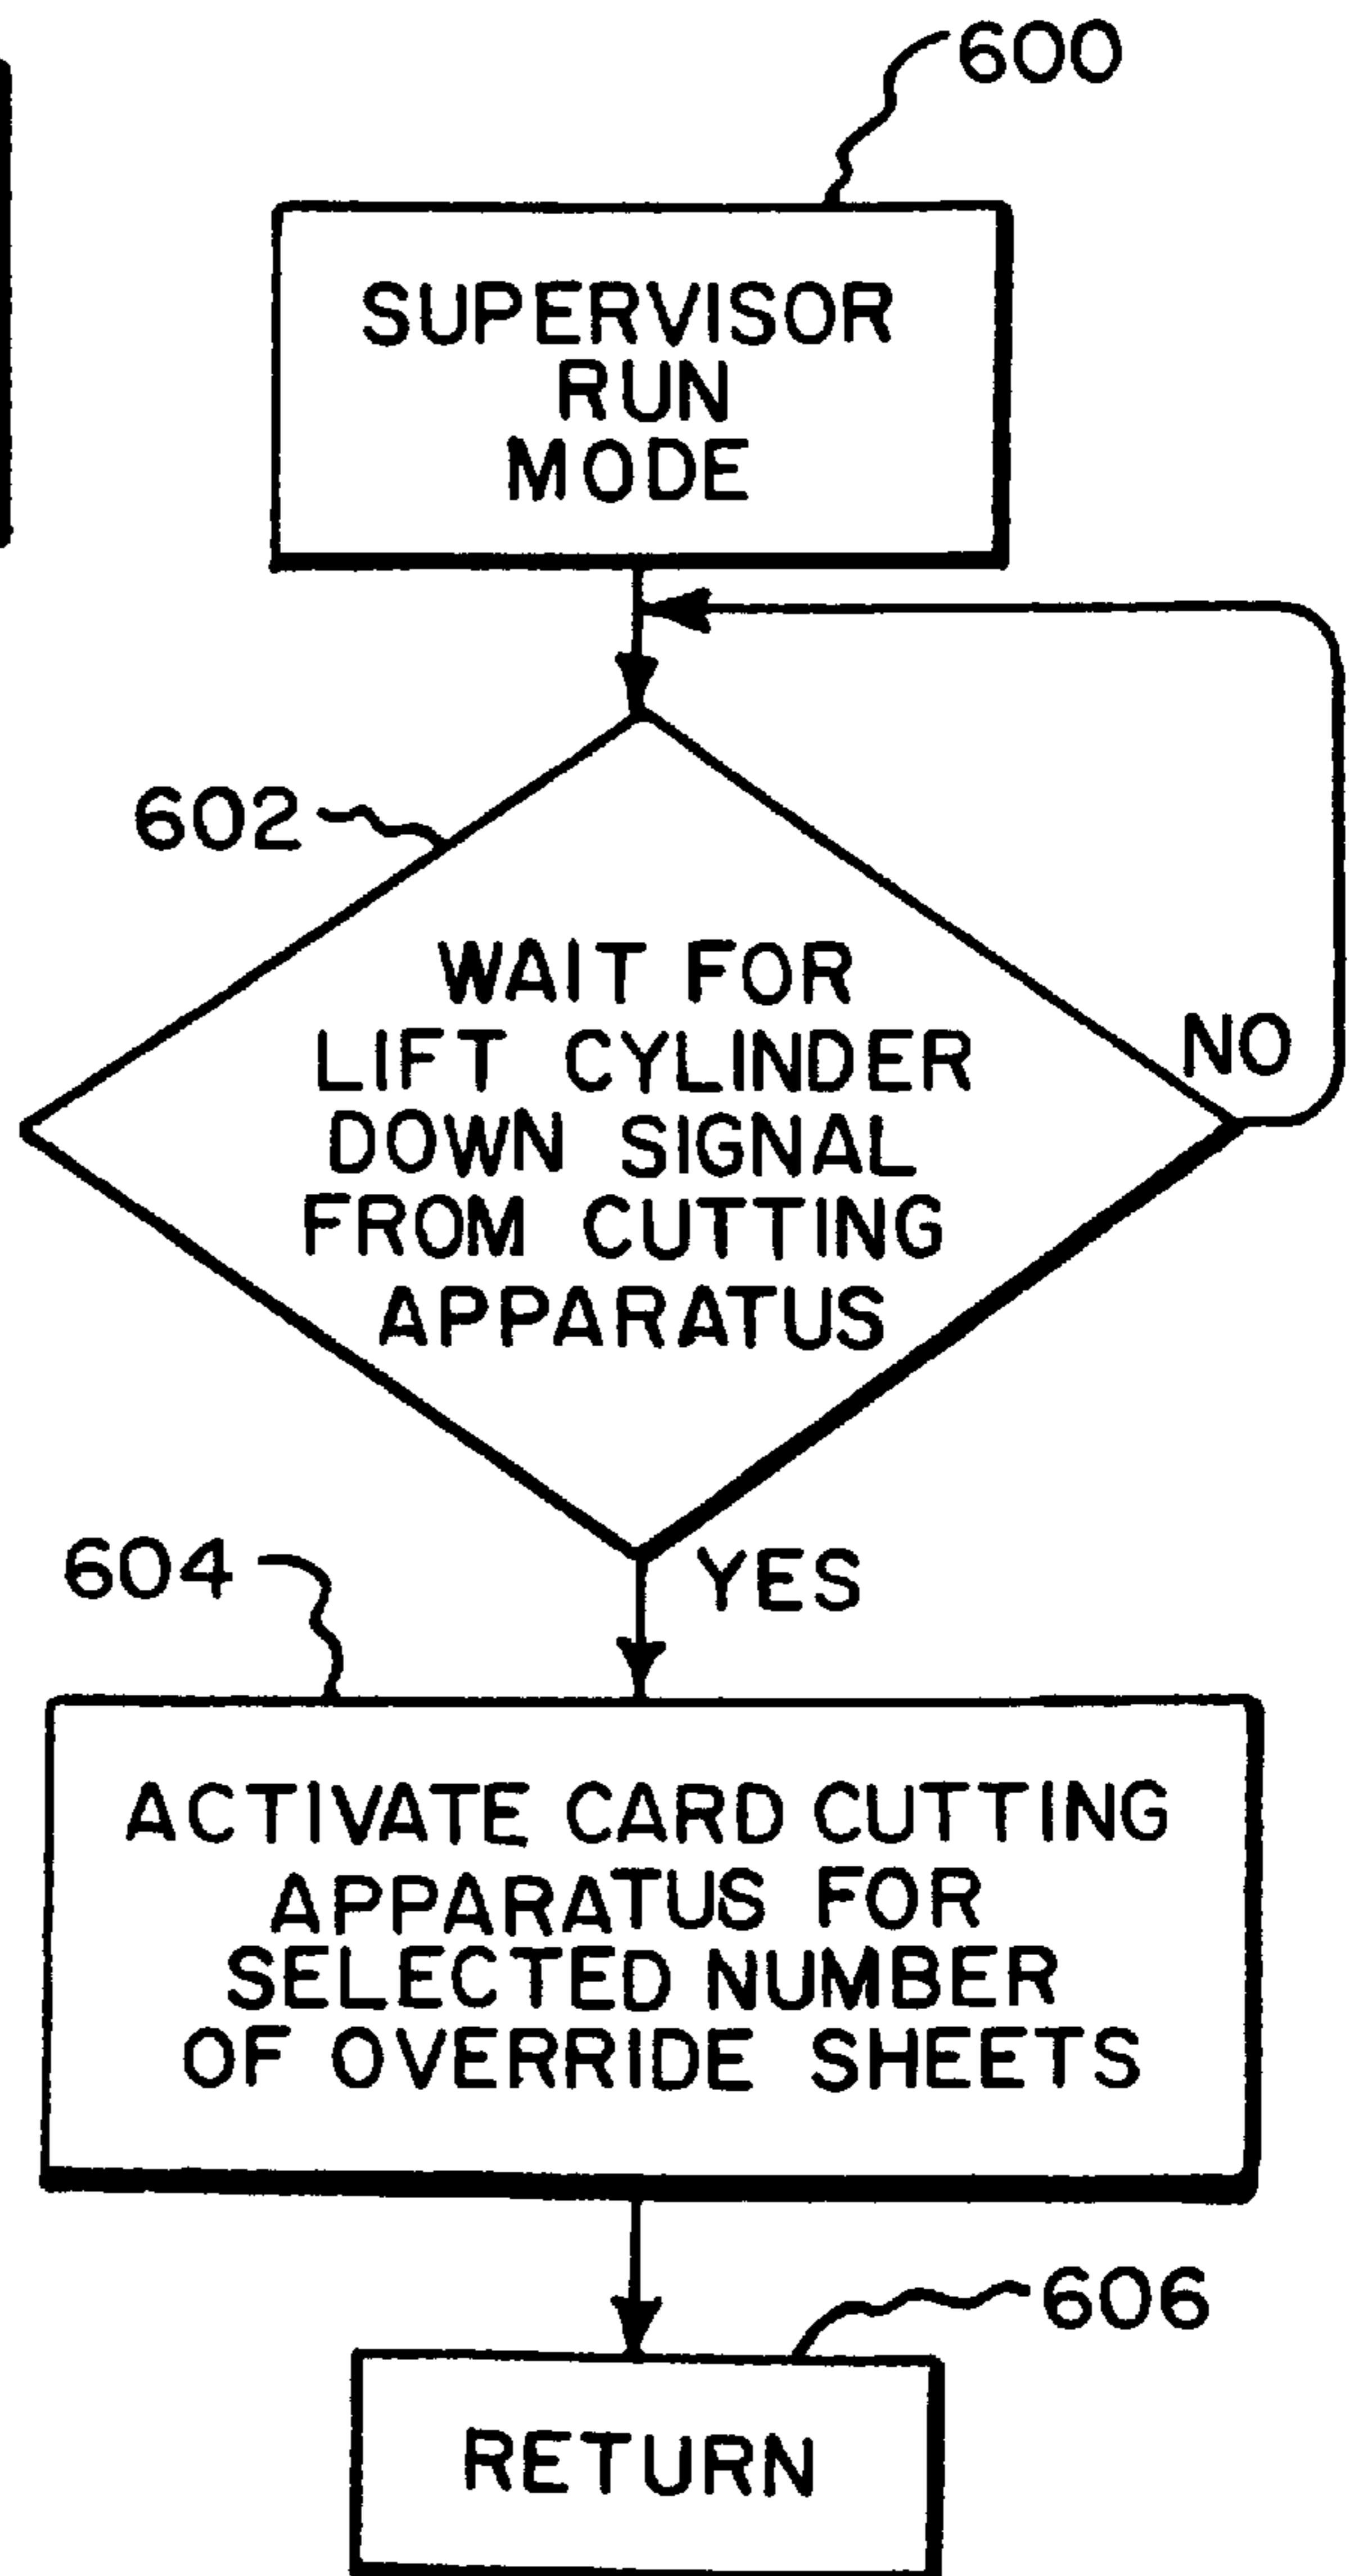 600
SUPERVISOR
RUN
MODE
602
WAIT FOR
LIFT CYLINDER
DOWN SIGNAL
FROM CUTTING
APPARATUS
NO
YES
604
ACTIVATE CARD CUTTING
APPARATUS FOR
SELECTED NUMBER
OF OVERRIDE SHEETS
606
RETURN